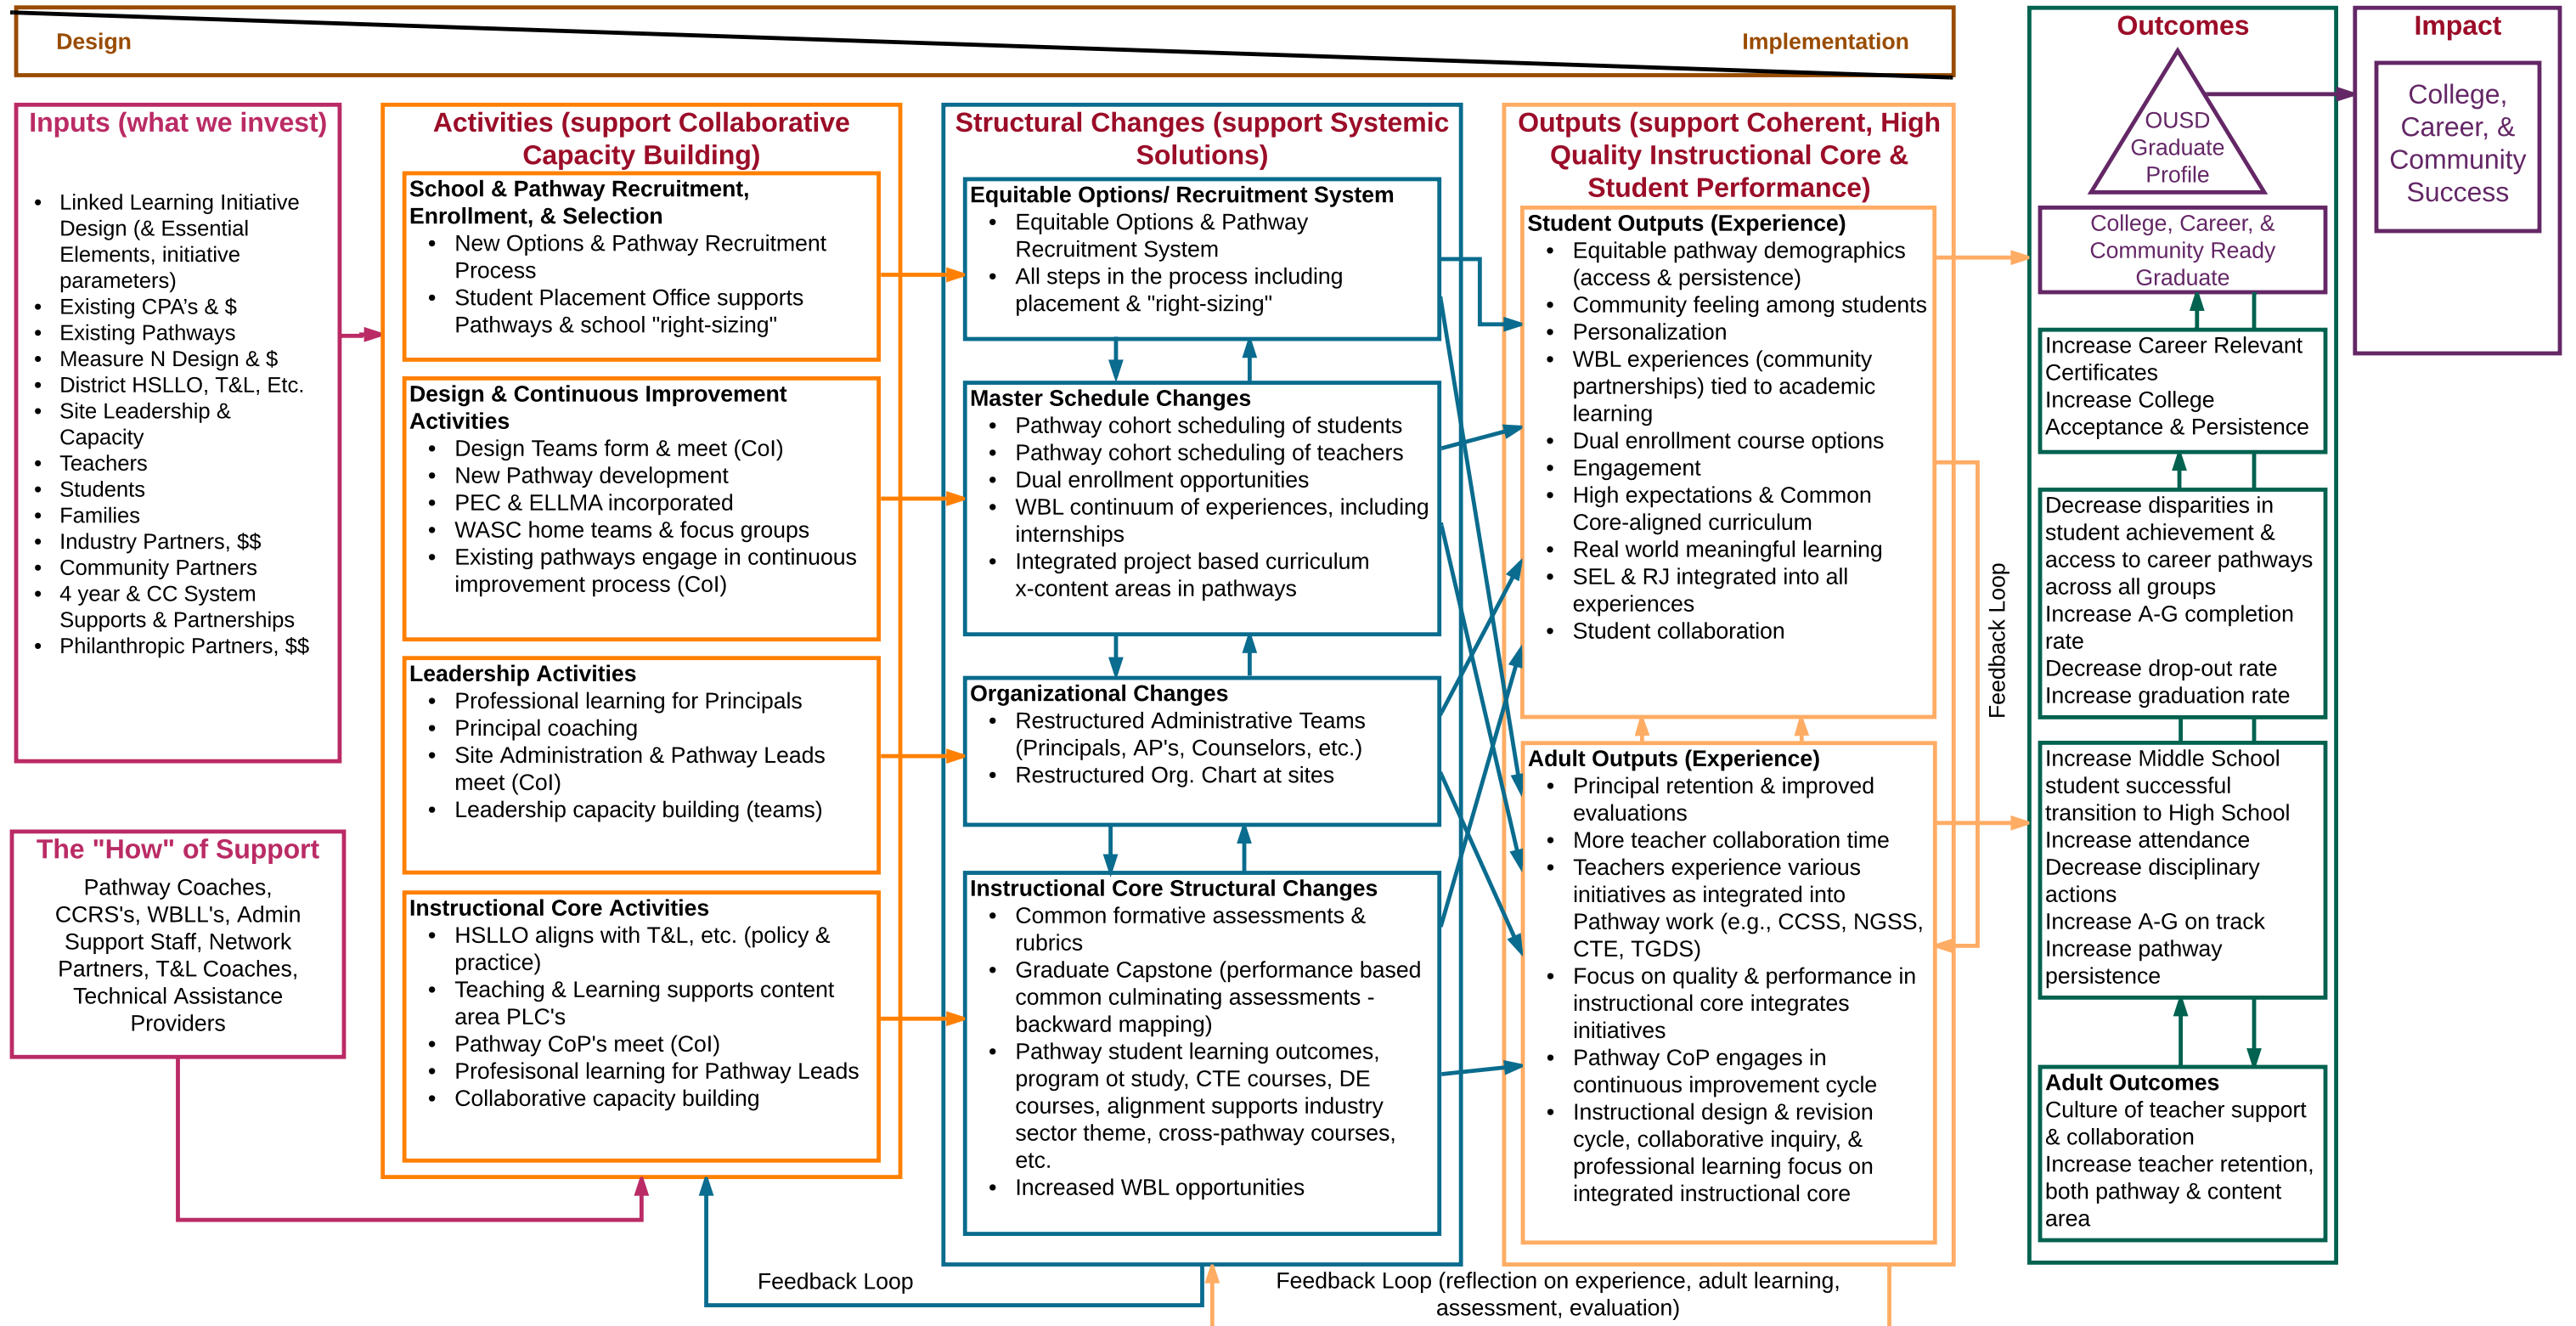 Design
Implementation
Inputs (what we invest)
• Linked Learning Initiative
Design (& Essential
Elements, initiative
parameters)
• Existing CPA’s & $
• Existing Pathways
• Measure N Design & $
• District HSLLO, T&L, Etc.
• Site Leadership &
Capacity
• Teachers
• Students
• Families
• Industry Partners, $$
• Community Partners
• 4 year & CC System
Supports & Partnerships
• Philanthropic Partners, $$
The "How" of Support
Pathway Coaches,
CCRS's, WBLL's, Admin
Support Staff, Network
Partners, T&L Coaches,
Technical Assistance
Providers
Activities (support Collaborative
Capacity Building)
School & Pathway Recruitment,
Enrollment, & Selection
• New Options & Pathway Recruitment
Process
• Student Placement Office supports
Pathways & school "right-sizing"
Design & Continuous Improvement
Activities
• Design Teams form & meet (CoI)
• New Pathway development
• PEC & ELLMA incorporated
• WASC home teams & focus groups
• Existing pathways engage in continuous
improvement process (CoI)
Leadership Activities
• Professional learning for Principals
• Principal coaching
• Site Administration & Pathway Leads
meet (CoI)
• Leadership capacity building (teams)
Instructional Core Activities
• HSLLO aligns with T&L, etc. (policy &
practice)
• Teaching & Learning supports content
area PLC's
• Pathway CoP's meet (CoI)
• Profesisonal learning for Pathway Leads
• Collaborative capacity building
Feedback Loop
Structural Changes (support Systemic
Solutions)
Equitable Options/ Recruitment System
• Equitable Options & Pathway
Recruitment System
• All steps in the process including
placement & "right-sizing"
Master Schedule Changes
• Pathway cohort scheduling of students
• Pathway cohort scheduling of teachers
• Dual enrollment opportunities
• WBL continuum of experiences, including
internships
• Integrated project based curriculum
x-content areas in pathways
Organizational Changes
• Restructured Administrative Teams
(Principals, AP's, Counselors, etc.)
• Restructured Org. Chart at sites
Instructional Core Structural Changes
• Common formative assessments &
rubrics
• Graduate Capstone (performance based
common culminating assessments -
backward mapping)
• Pathway student learning outcomes,
program ot study, CTE courses, DE
courses, alignment supports industry
sector theme, cross-pathway courses,
etc.
• Increased WBL opportunities
Outputs (support Coherent, High
Quality Instructional Core &
Student Performance)
Student Outputs (Experience)
• Equitable pathway demographics
(access & persistence)
• Community feeling among students
• Personalization
• WBL experiences (community
partnerships) tied to academic
learning
• Dual enrollment course options
• Engagement
• High expectations & Common
Core-aligned curriculum
• Real world meaningful learning
• SEL & RJ integrated into all
experiences
• Student collaboration
Adult Outputs (Experience)
• Principal retention & improved
evaluations
• More teacher collaboration time
• Teachers experience various
initiatives as integrated into
Pathway work (e.g., CCSS, NGSS,
CTE, TGDS)
• Focus on quality & performance in
instructional core integrates
initiatives
• Pathway CoP engages in
continuous improvement cycle
• Instructional design & revision
cycle, collaborative inquiry, &
professional learning focus on
integrated instructional core
Feedback Loop (reflection on experience, adult learning,
assessment, evaluation)
Feedback Loop
Outcomes
OUSD
Graduate
Profile
College, Career, &
Community Ready
Graduate
Increase Career Relevant
Certificates
Increase College
Acceptance & Persistence
Decrease disparities in
student achievement &
access to career pathways
across all groups
Increase A-G completion
rate
Decrease drop-out rate
Increase graduation rate
Increase Middle School
student successful
transition to High School
Increase attendance
Decrease disciplinary
actions
Increase A-G on track
Increase pathway
persistence
Adult Outcomes
Culture of teacher support
& collaboration
Increase teacher retention,
both pathway & content
area
Impact
College,
Career, &
Community
Success